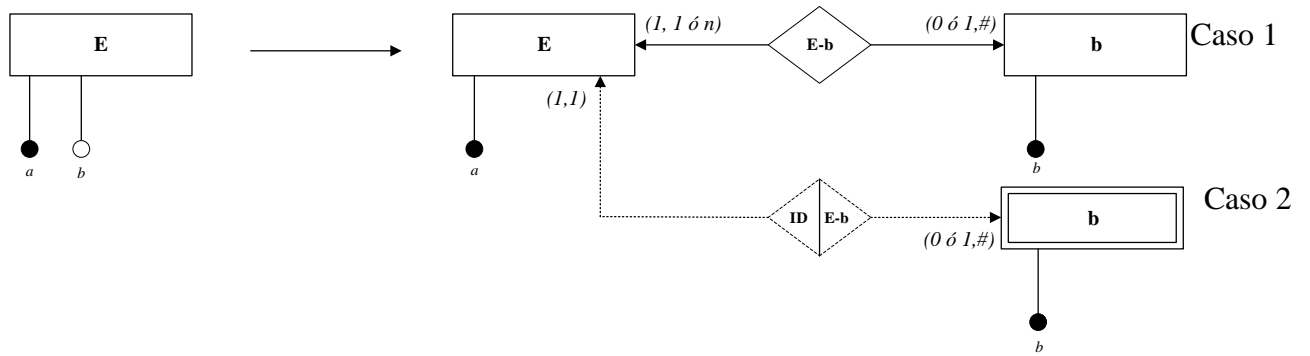 E
a
b
E
(1, 1 ó n)
E-b
(0 ó 1,#)
b
Caso 1
(1,1)
a
b
ID
E-b
(0 ó 1,#)
b
Caso 2
b